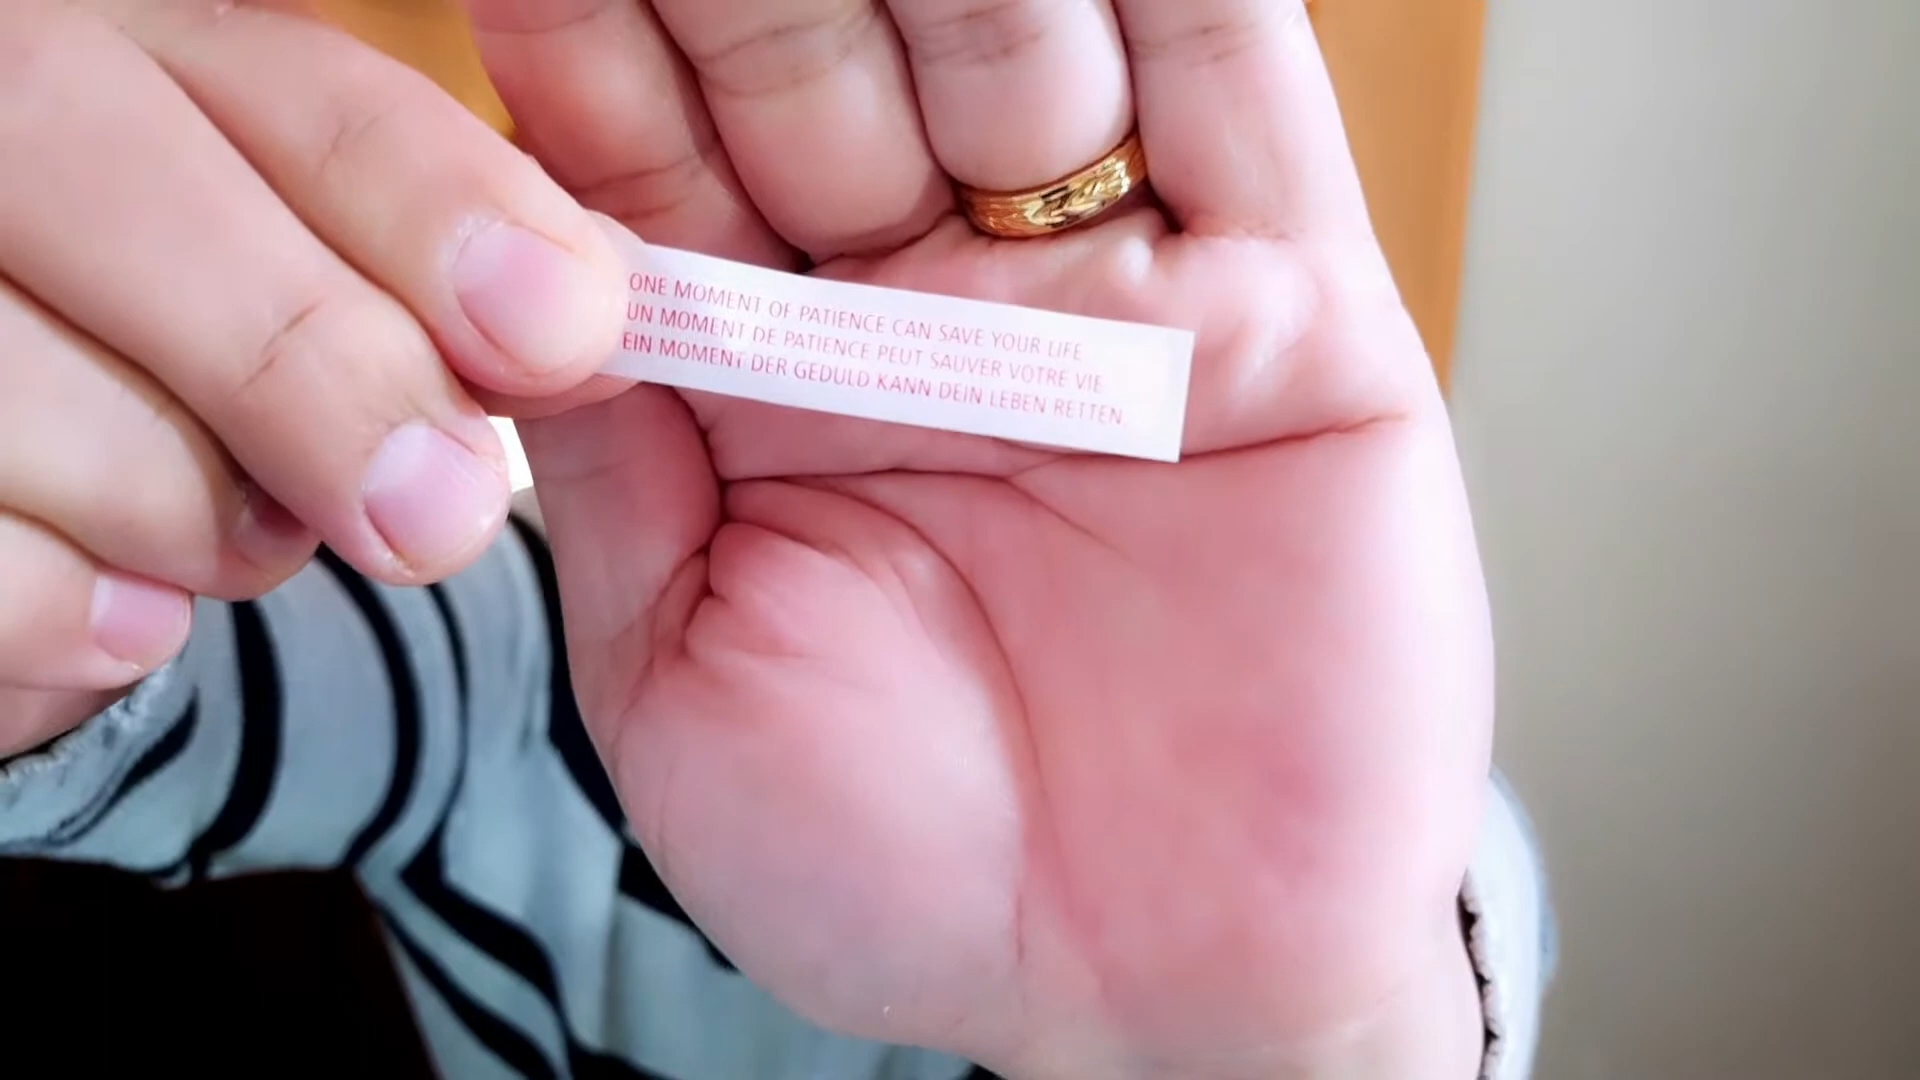 ONE MOMENT OF PATIENCE CAN SAVE YOUR LIFE
UN MOMENT DE PATIENCE PEUT SAUVER VOTRE VIE
EIN MOMENT DER GEDULD KANN DEIN LEBEN RETTEN.